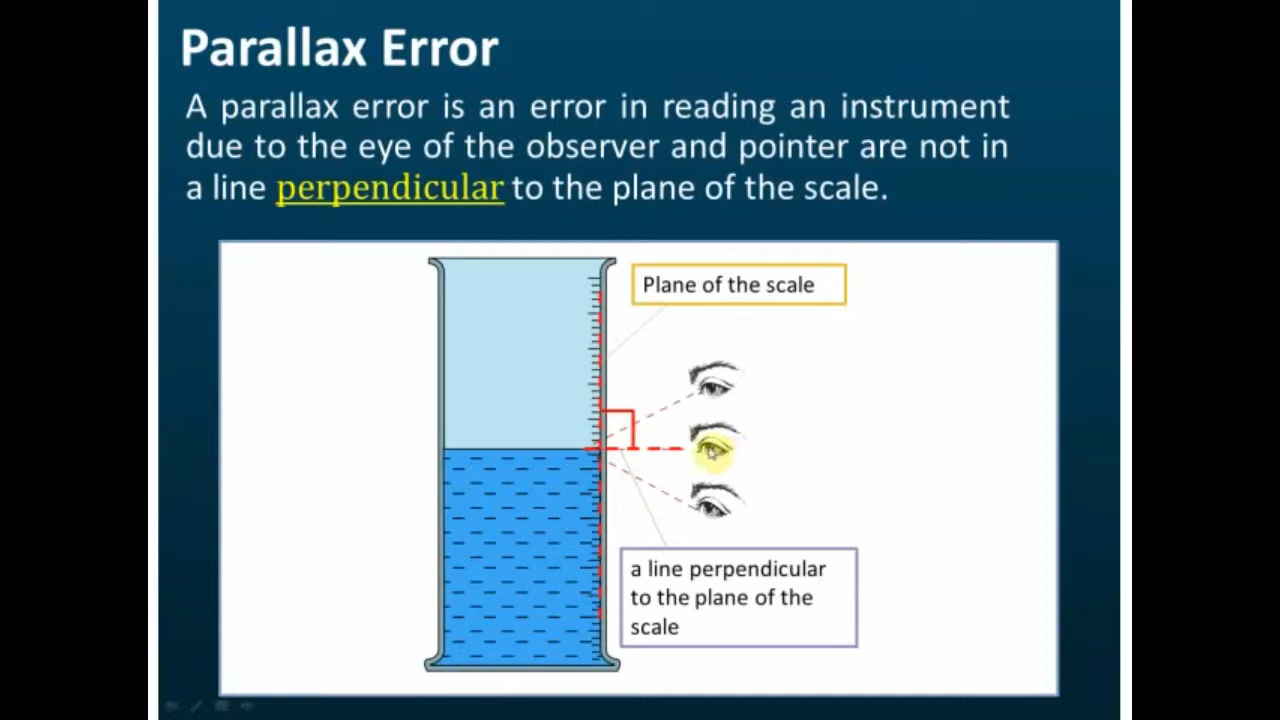 Parallax Error
A parallax error is an error in reading an instrument
due to the eye of the observer and pointer are not in
a line perpendicular to the plane of the scale.
Plane of the scale
a line perpendicular
to the plane of the
scale